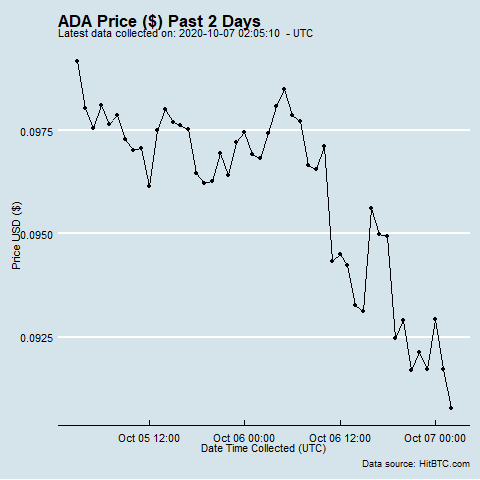 ADA Price ($) Past 2 Days
Latest data collected on: 2020-10-07 02:05:10  - UTC
0.0975
0.0950
0.0925
Price USD ($)
Oct 05 12:00
Oct 06 00:00
Oct 06 12:00
Oct 07 00:00
Date Time Collected (UTC)
Data source: HitBTC.com